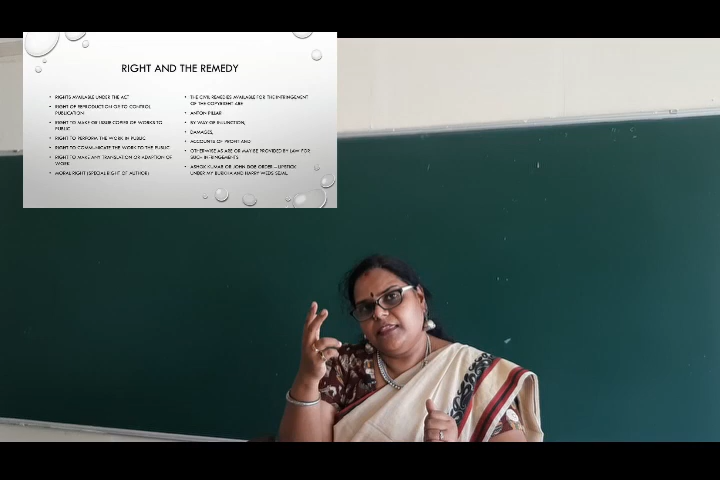 RIGHT AND THE REMEDY
RIGHTS AVAILABLE UNDER THE ACT
RIGHT OF REPRODUCTION OR TO CONTROL
PUBLICATION
RIGHT TO MAKE OR ISSUE COPIES OF WORKS TO
PUBLIC
RIGHT TO PERFORM THE WORK IN PUBLIC
RIGHT TO COMMUNICATE THE WORK TO THE PUBLIC
RIGHT TO MAKE ANY TRANSLATION OR ADAPTION OF
WORK
MORAL RIGHT (SPECIAL RIGHT OF AUTHOR)
THE CIVIL REMEDIES AVAILABLE FOR THE INFRINGEMENT
OF THE COPYRIGHT ARE
ANTON PILLAR
BY WAY OF INJUNCTION,
DAMAGES,
ACCOUNTS OF PROFIT AND
OTHERWISE AS ARE OR MAY BE PROVIDED BY LAW FOR
SUCH INFRINGEMENTS
ASHOK KUMAR OR JOHN DOE ORDER – LIPSTICK
UNDER MY BURKHA AND HARRY WEDS SEJAL